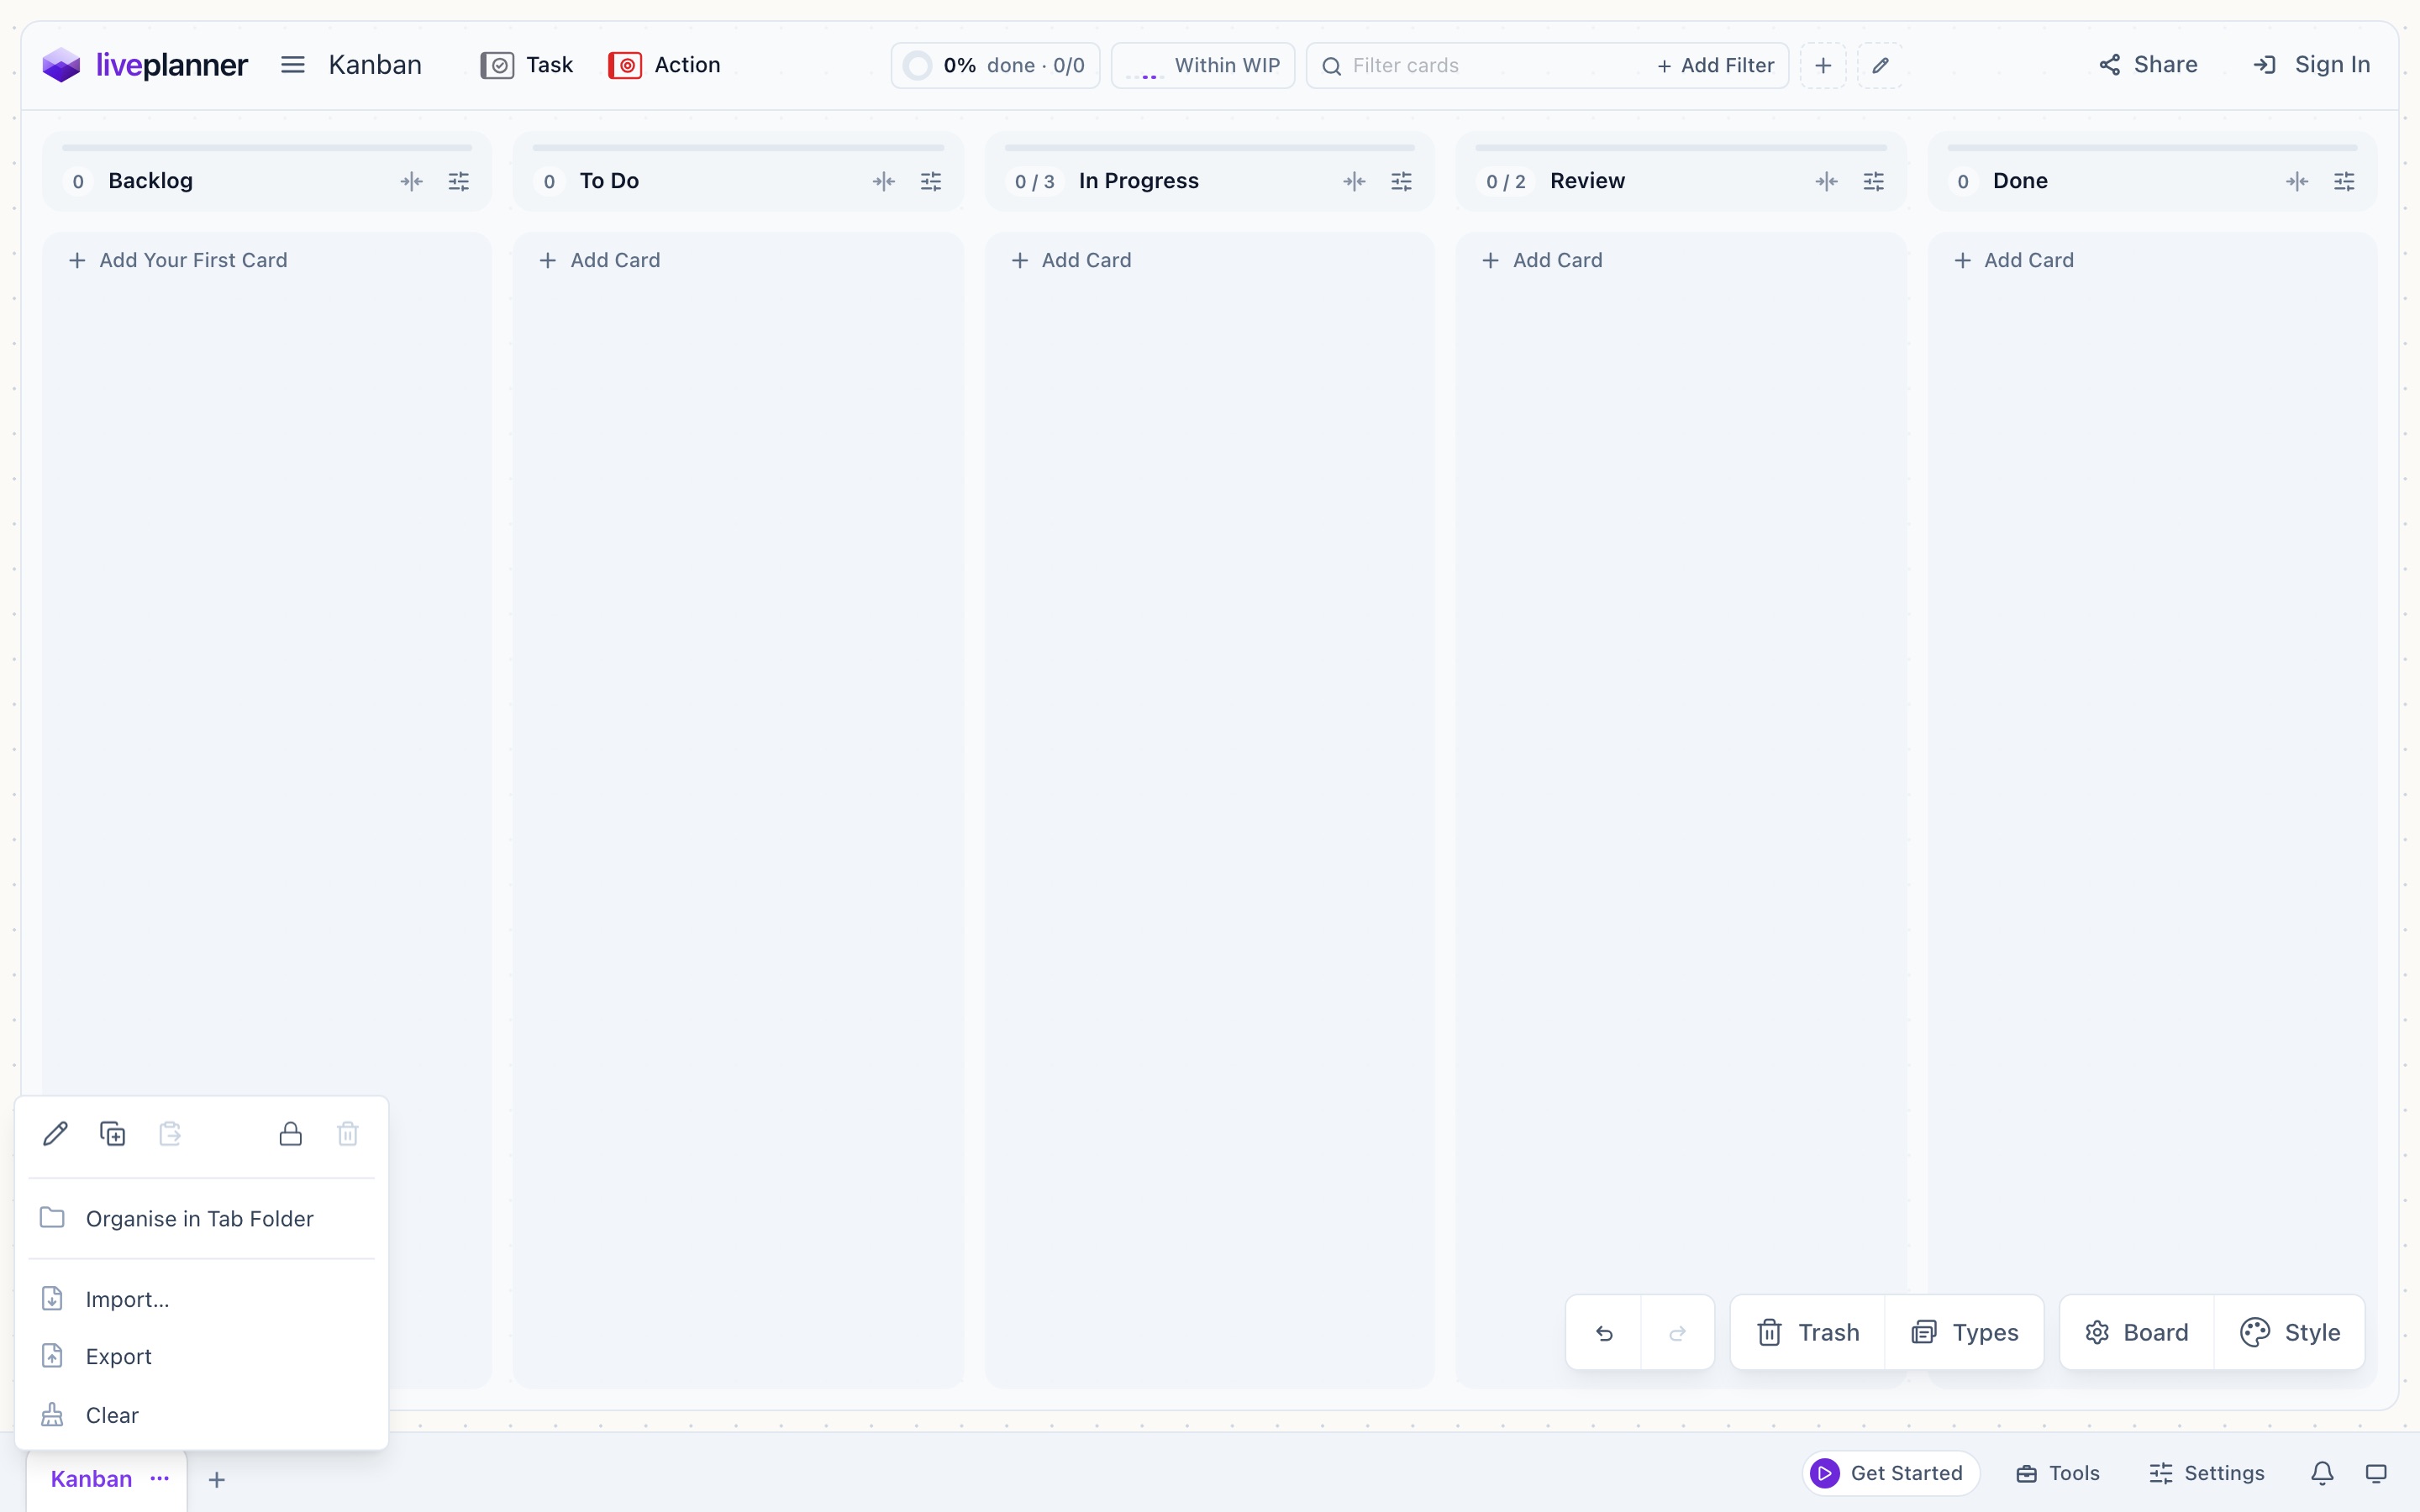 liveplanner
Kanban
Task
Action
0% done · 0/0
Within WIP
Filter cards
+ Add Filter
Share
Sign In
0 Backlog
0 To Do
0 / 3 In Progress
0 / 2 Review
0 Done
+ Add Your First Card
+ Add Card
+ Add Card
+ Add Card
+ Add Card
Organise in Tab Folder
Import...
Export
Clear
Trash
Types
Board
Style
Kanban
Get Started
Tools
Settings